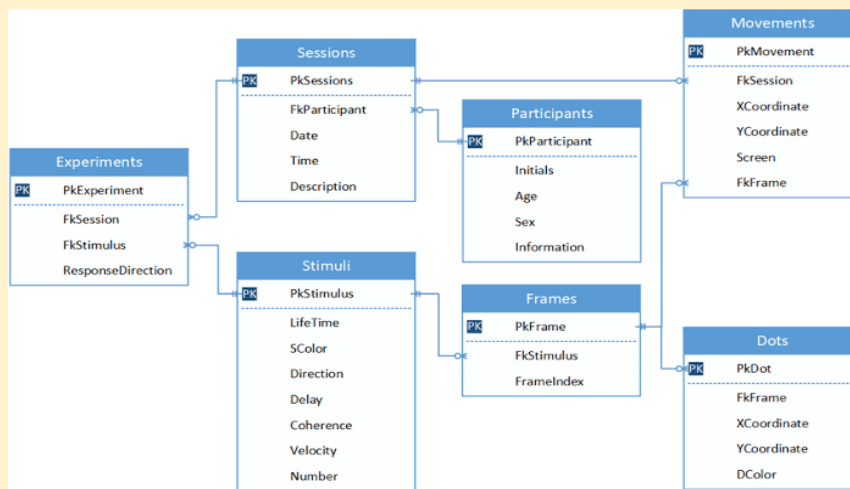 Experiments
PK PkExperiment
FkSession
FkStimulus
ResponseDirection
Sessions
PK PkSessions
FkParticipant
Date
Time
Description
Stimuli
PK PkStimulus
LifeTime
SColor
Direction
Delay
Coherence
Velocity
Number
Participants
PK PkParticipant
Initials
Age
Sex
Information
Frames
PK PkFrame
FkStimulus
FrameIndex
Movements
PK PkMovement
FkSession
XCoordinate
YCoordinate
Screen
FkFrame
Dots
PK PkDot
FkFrame
XCoordinate
YCoordinate
DColor